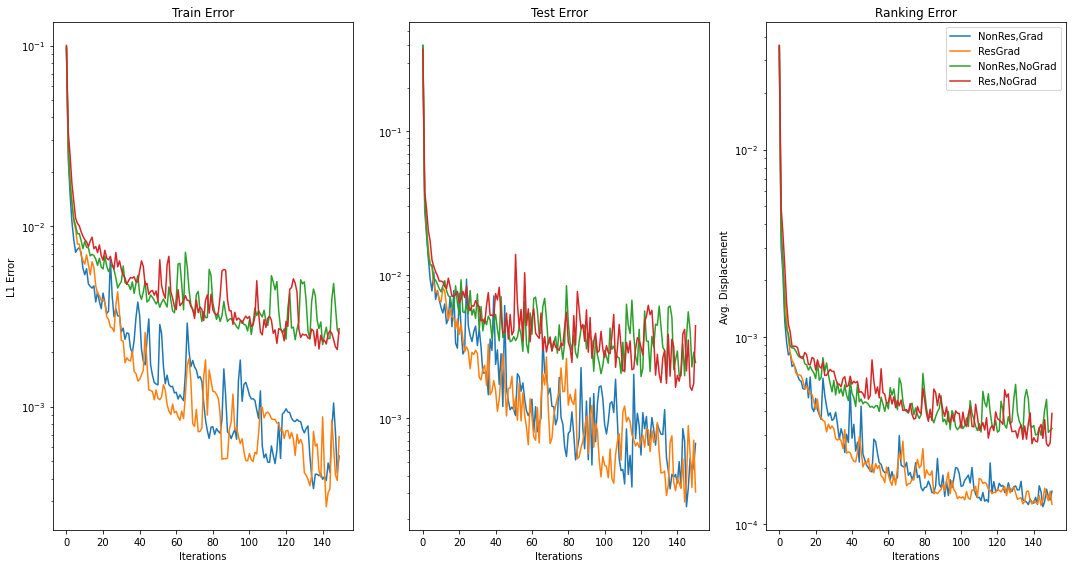 Train Error
Test Error
Ranking Error
NonRes,Grad
ResGrad
NonRes,NoGrad
Res,NoGrad
L1 Error
10⁻¹
10⁻²
10⁻³
0 20 40 60 80 100 120 140
Iterations
10⁻¹
10⁻²
10⁻³
0 20 40 60 80 100 120 140
Iterations
Avg. Displacement
10⁻²
10⁻³
10⁻⁴
0 20 40 60 80 100 120 140
Iterations